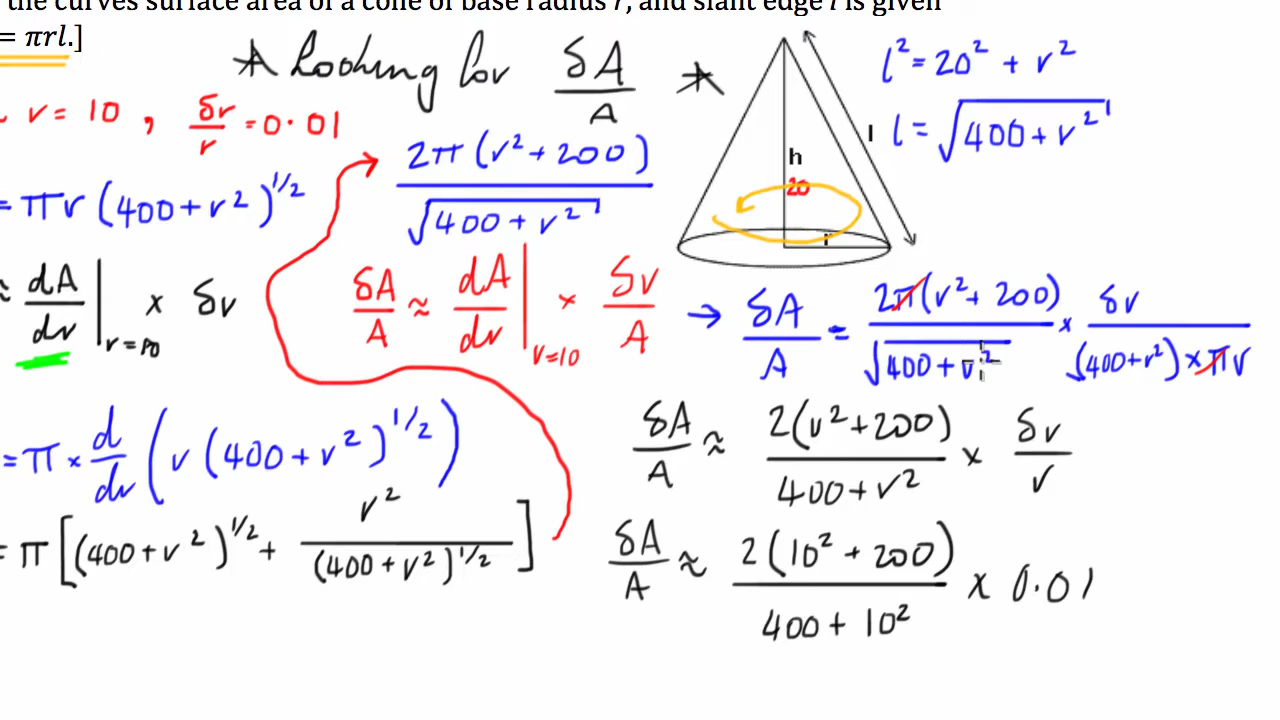 the curves surface area of a cone of base radius r, and slant edge l is given
= πrl.]
* Looking for δA/A *
r = 10 , δr/r = 0.01
l² = 20² + r²
l = √(400 + r²)
h
20
l
r
2π(r² + 200) / √(400 + r²)
= πr(400 + r²)^1/2
≈ dA/dr |r=10 × δr
δA/A ≈ dA/dr |r=10 × δr/A
→ δA/A = 2π(r² + 200)/√(400 + r²) × δr/((400 + r²) × πr)
= π × d/dr (r(400 + r²)^1/2)
δA/A ≈ 2(r² + 200)/(400 + r²) × δr/r
= π[(400 + r²)^1/2 + r²/(400 + r²)^1/2]
δA/A ≈ 2(10² + 200)/(400 + 10²) × 0.01